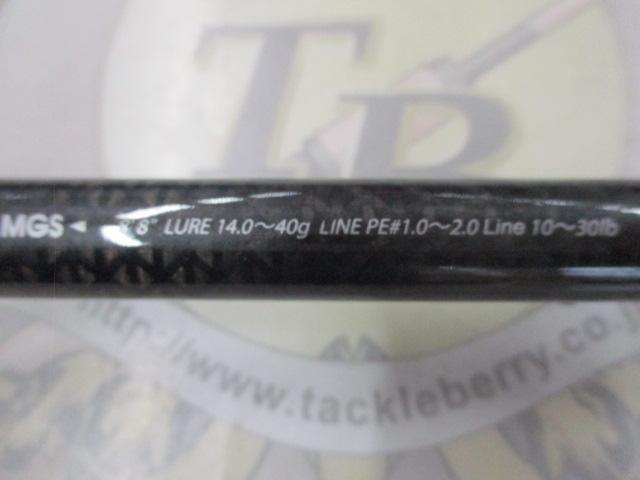 TB
MGS◄ 8" LURE 14.0～40g LINE PE#1.0～2.0 Line 10～30lb
http://www.tackleberry.co.j